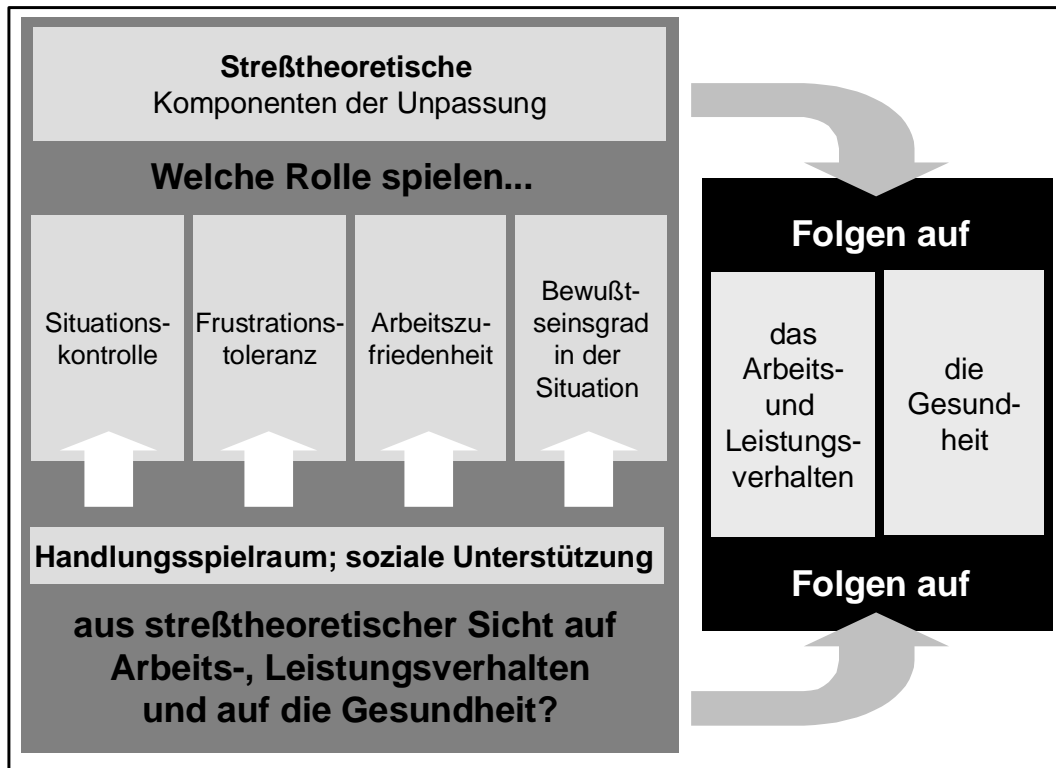 Streßtheoretische
Komponenten der Unpassung
Welche Rolle spielen...
Situations-
kontrolle
Frustrations-
toleranz
Arbeitszu-
friedenheit
Bewußt-
seinsgrad
in der
Situation
Handlungsspielraum; soziale Unterstützung
aus streßtheoretischer Sicht auf
Arbeits-, Leistungsverhalten
und auf die Gesundheit?
Folgen auf
das
Arbeits-
und
Leistungs-
verhalten
die
Gesund-
heit
Folgen auf